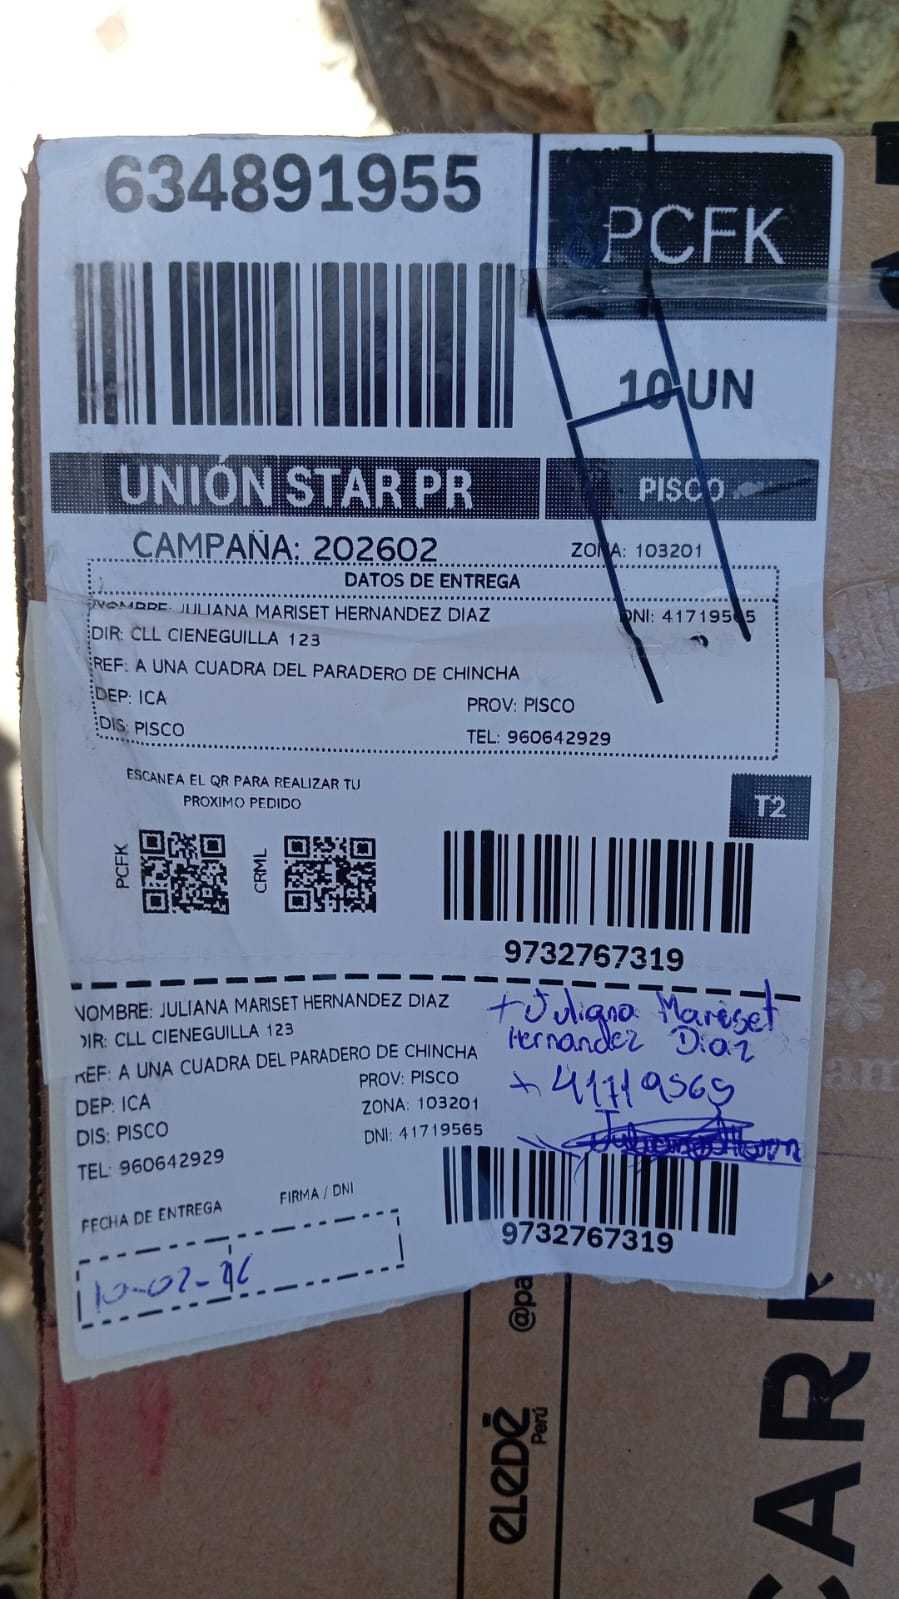 634891955
PCFK
10 UN
UNIÓN STAR PR
PISCO
CAMPAÑA: 202602
ZONA: 103201
DATOS DE ENTREGA
NOMBRE: JULIANA MARISET HERNANDEZ DIAZ
DNI: 41719565
DIR: CLL CIENEGUILLA 123
REF: A UNA CUADRA DEL PARADERO DE CHINCHA
DEP: ICA
PROV: PISCO
DIS: PISCO
TEL: 960642929
ESCANEA EL QR PARA REALIZAR TU
PROXIMO PEDIDO
T2
PCFK
CRML
9732767319
NOMBRE: JULIANA MARISET HERNANDEZ DIAZ
DIR: CLL CIENEGUILLA 123
REF: A UNA CUADRA DEL PARADERO DE CHINCHA
DEP: ICA
PROV: PISCO
DIS: PISCO
ZONA: 103201
TEL: 960642929
DNI: 41719565
+ Juliana Mariset
Hernandez Diaz
+ 41719565
FECHA DE ENTREGA
FIRMA / DNI
10-02-26
9732767319
@pa
eLeDē
Perú
CARR
am